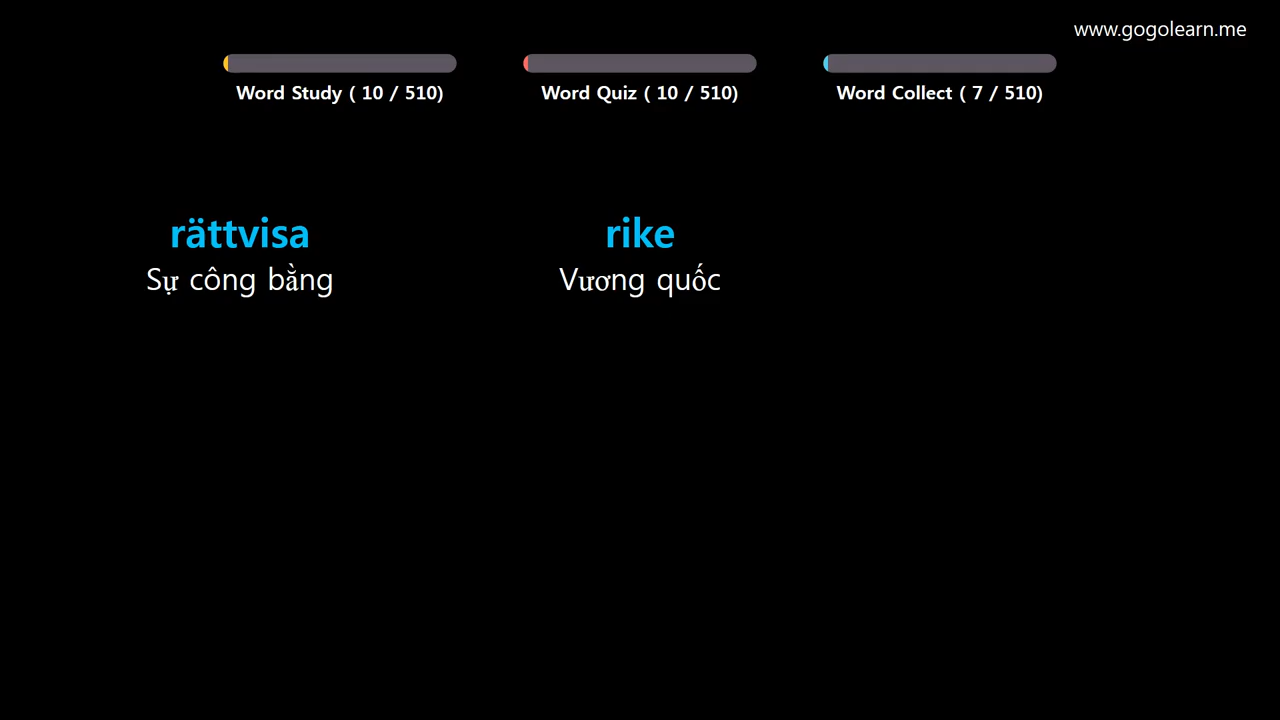 www.gogolearn.me
Word Study ( 10 / 510)
Word Quiz ( 10 / 510)
Word Collect ( 7 / 510)
rättvisa
Sự công bằng
rike
Vương quốc